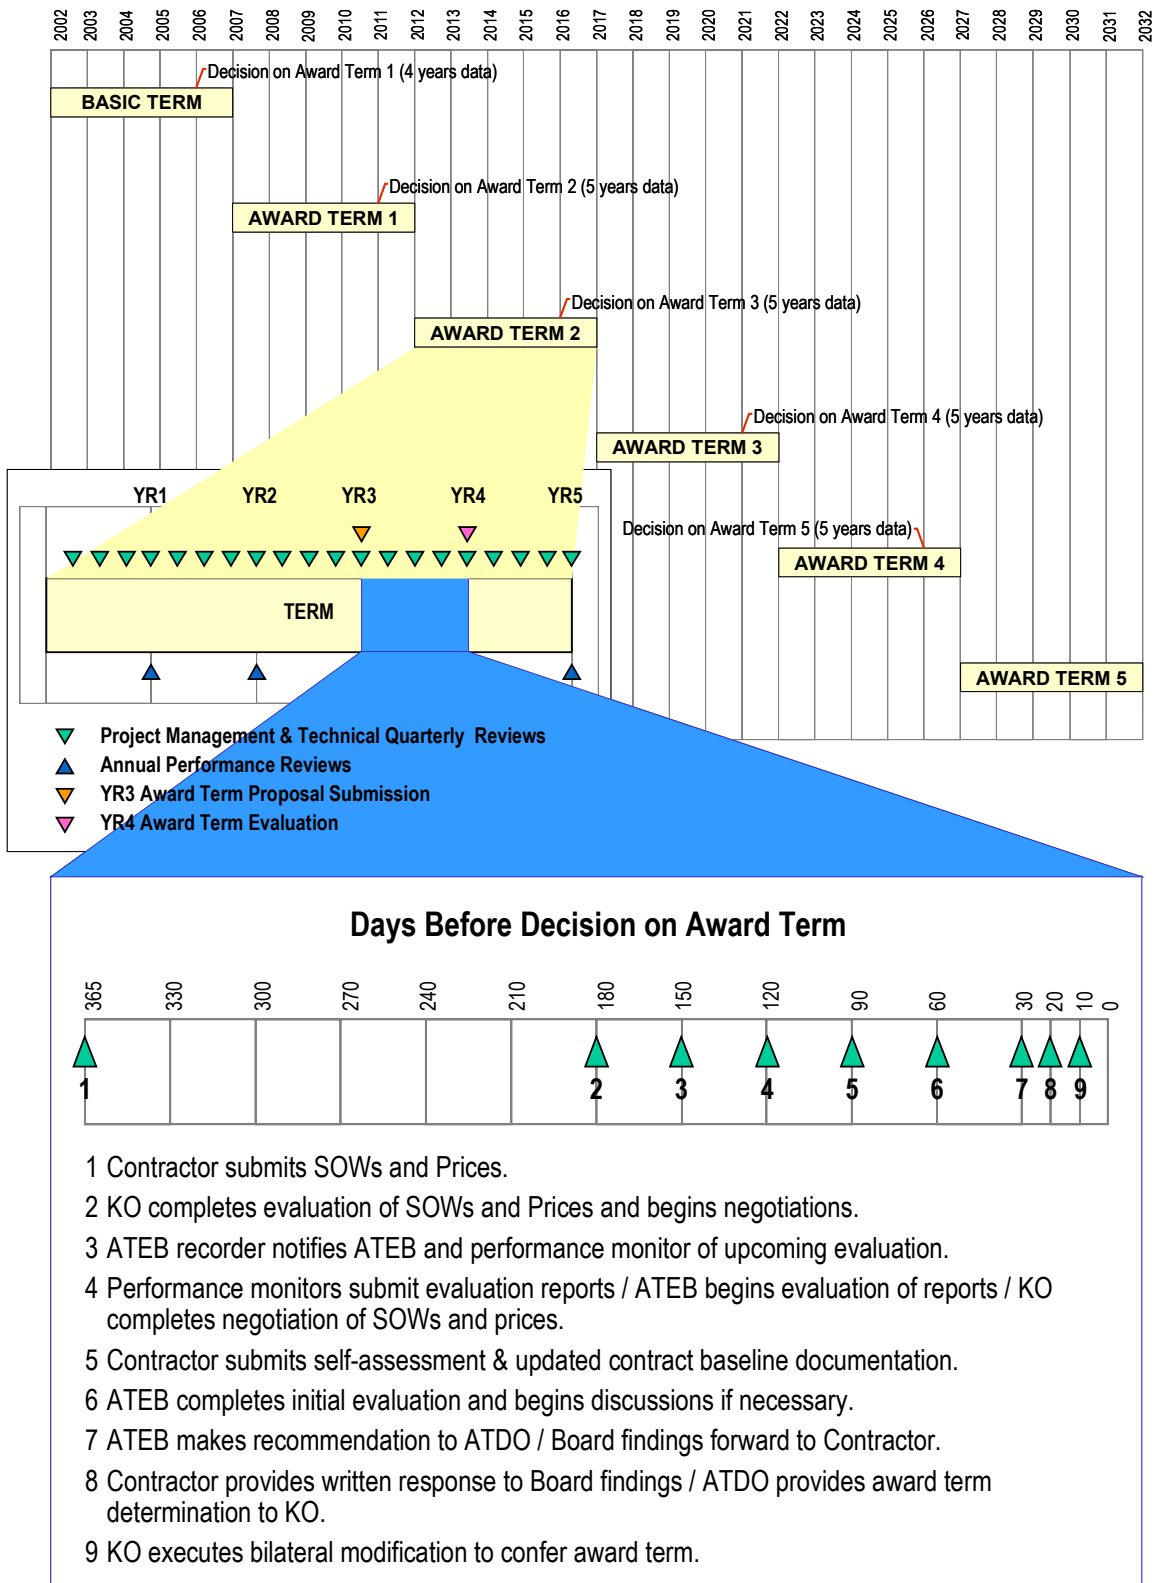 2002 2003 2004 2005 2006 2007 2008 2009 2010 2011 2012 2013 2014 2015 2016 2017 2018 2019 2020 2021 2022 2023 2024 2025 2026 2027 2028 2029 2030 2031 2032
Decision on Award Term 1 (4 years data)
BASIC TERM
Decision on Award Term 2 (5 years data)
AWARD TERM 1
Decision on Award Term 3 (5 years data)
AWARD TERM 2
Decision on Award Term 4 (5 years data)
AWARD TERM 3
YR1 YR2 YR3 YR4 YR5
Decision on Award Term 5 (5 years data)
AWARD TERM 4
TERM
AWARD TERM 5
Project Management & Technical Quarterly Reviews
Annual Performance Reviews
YR3 Award Term Proposal Submission
YR4 Award Term Evaluation
Days Before Decision on Award Term
365 330 300 270 240 210 180 150 120 90 60 30 20 10 0
1 2 3 4 5 6 7 8 9
1 Contractor submits SOWs and Prices.
2 KO completes evaluation of SOWs and Prices and begins negotiations.
3 ATEB recorder notifies ATEB and performance monitor of upcoming evaluation.
4 Performance monitors submit evaluation reports / ATEB begins evaluation of reports / KO
completes negotiation of SOWs and prices.
5 Contractor submits self-assessment & updated contract baseline documentation.
6 ATEB completes initial evaluation and begins discussions if necessary.
7 ATEB makes recommendation to ATDO / Board findings forward to Contractor.
8 Contractor provides written response to Board findings / ATDO provides award term
determination to KO.
9 KO executes bilateral modification to confer award term.